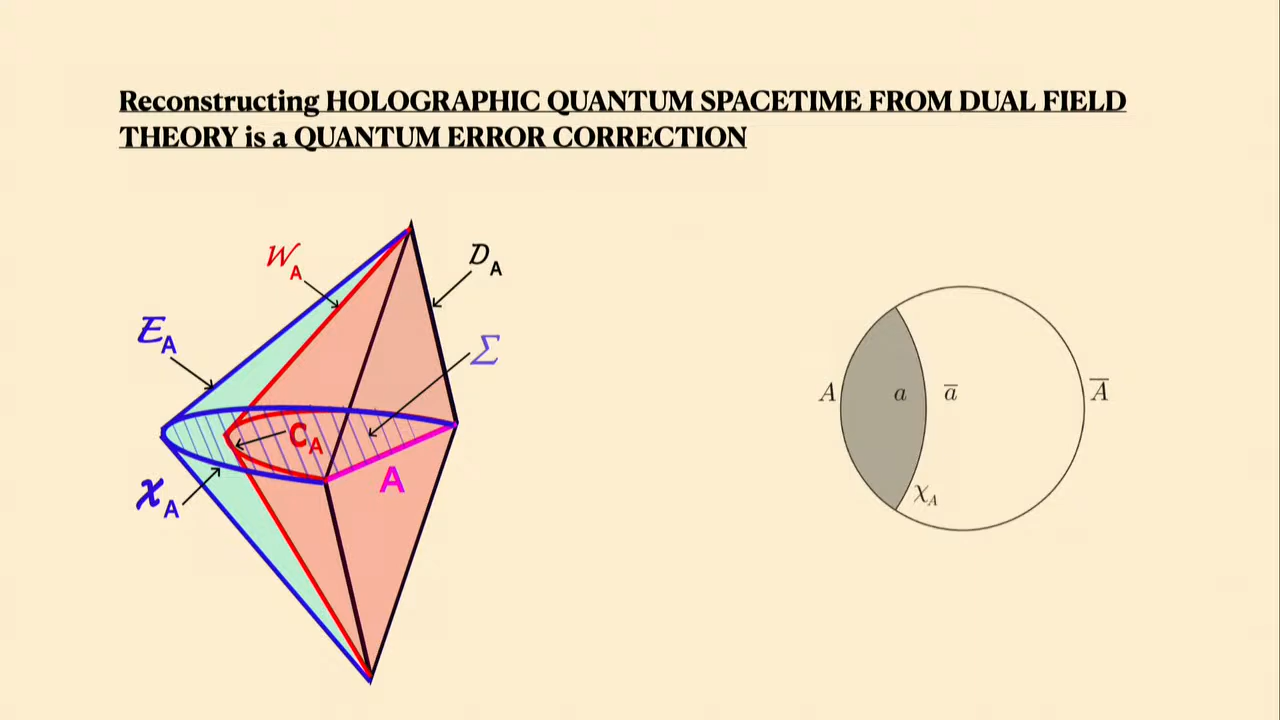 Reconstructing HOLOGRAPHIC QUANTUM SPACETIME FROM DUAL FIELD
THEORY is a QUANTUM ERROR CORRECTION
𝒲_A
𝒟_A
ℰ_A
Σ
C_A
χ_A
A
A
a
a̅
A̅
χ_A